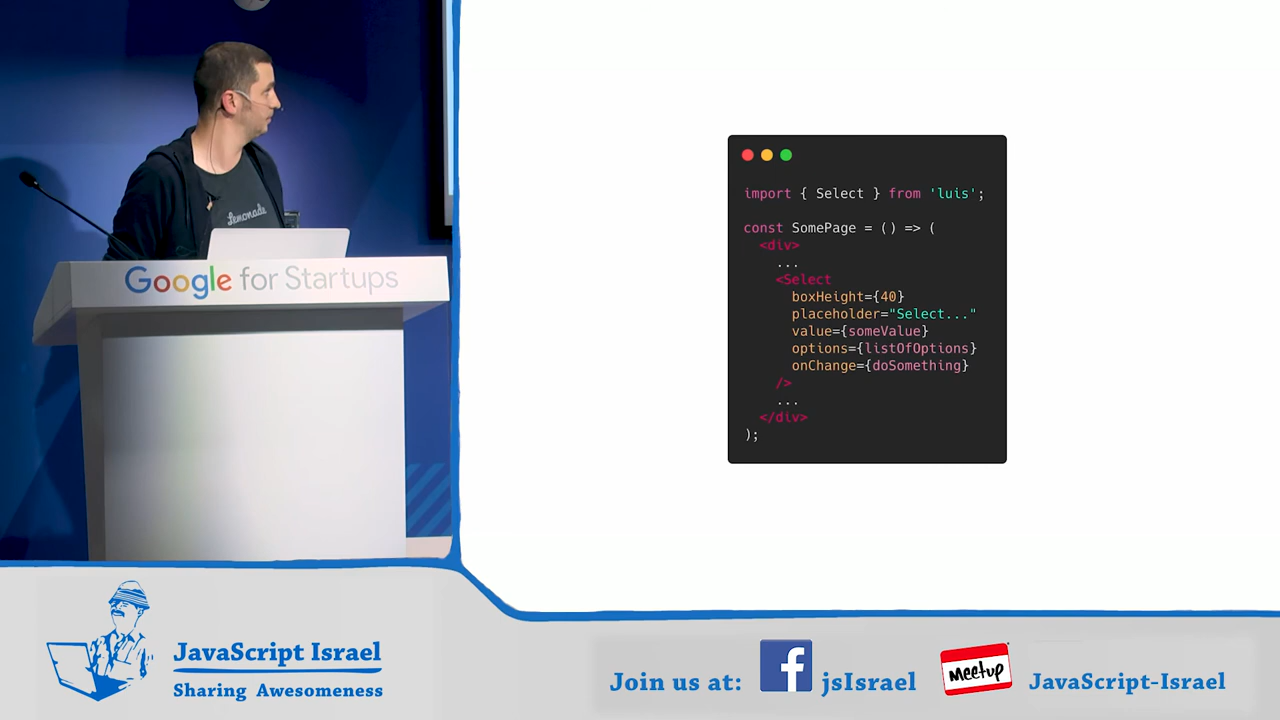 Lemonade
Google for Startups
import { Select } from 'luis';
const SomePage = () => (
<div>
...
<Select
boxHeight={40}
placeholder="Select..."
value={someValue}
options={listOfOptions}
onChange={doSomething}
/>
...
</div>
);
JavaScript Israel
Sharing Awesomeness
Join us at:
f
jsIsrael
Meetup
JavaScript-Israel